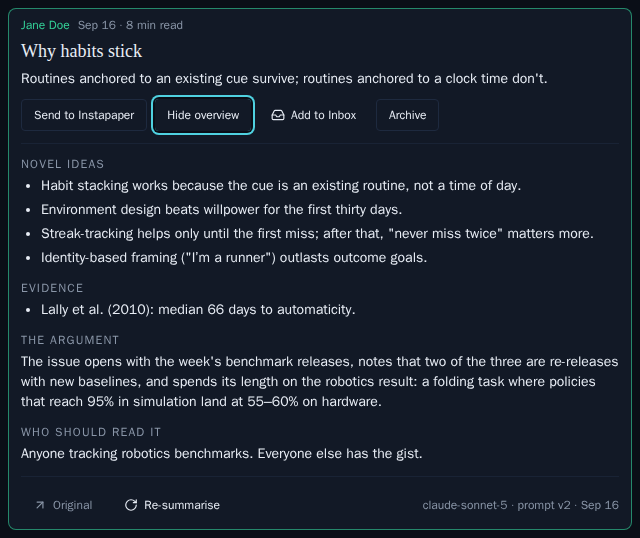 Jane Doe Sep 16 · 8 min read
Why habits stick
Routines anchored to an existing cue survive; routines anchored to a clock time don't.
Send to Instapaper Hide overview Add to Inbox Archive
NOVEL IDEAS
• Habit stacking works because the cue is an existing routine, not a time of day.
• Environment design beats willpower for the first thirty days.
• Streak-tracking helps only until the first miss; after that, "never miss twice" matters more.
• Identity-based framing ("I'm a runner") outlasts outcome goals.
EVIDENCE
• Lally et al. (2010): median 66 days to automaticity.
THE ARGUMENT
The issue opens with the week's benchmark releases, notes that two of the three are re-releases
with new baselines, and spends its length on the robotics result: a folding task where policies
that reach 95% in simulation land at 55–60% on hardware.
WHO SHOULD READ IT
Anyone tracking robotics benchmarks. Everyone else has the gist.
Original Re-summarise claude-sonnet-5 · prompt v2 · Sep 16